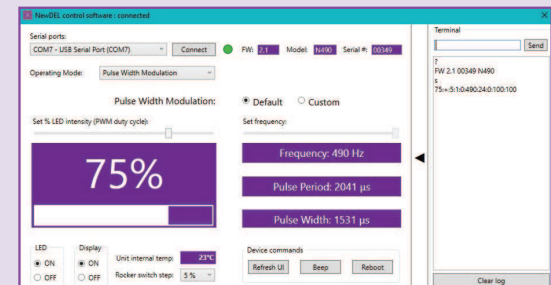 NewDEL control software : connected
Serial ports:
COM7 - USB Serial Port (COM7)
Connect
FW: 2.1 Model: N490 Serial #: 00349
Operating Mode: Pulse Width Modulation
Pulse Width Modulation: Default Custom
Set % LED intensity (PWM duty cycle):
75%
Set frequency:
Frequency: 490 Hz
Pulse Period: 2041 µs
Pulse Width: 1531 µs
LED
ON
OFF
Display
ON
OFF
Unit internal temp: 23°C
Rocker switch step: 5 %
Device commands
Refresh UI Beep Reboot
Terminal
Send
?
FW 2.1 00349 N490
s
75:+:5:1:0:490:24:0:100:100
Clear log